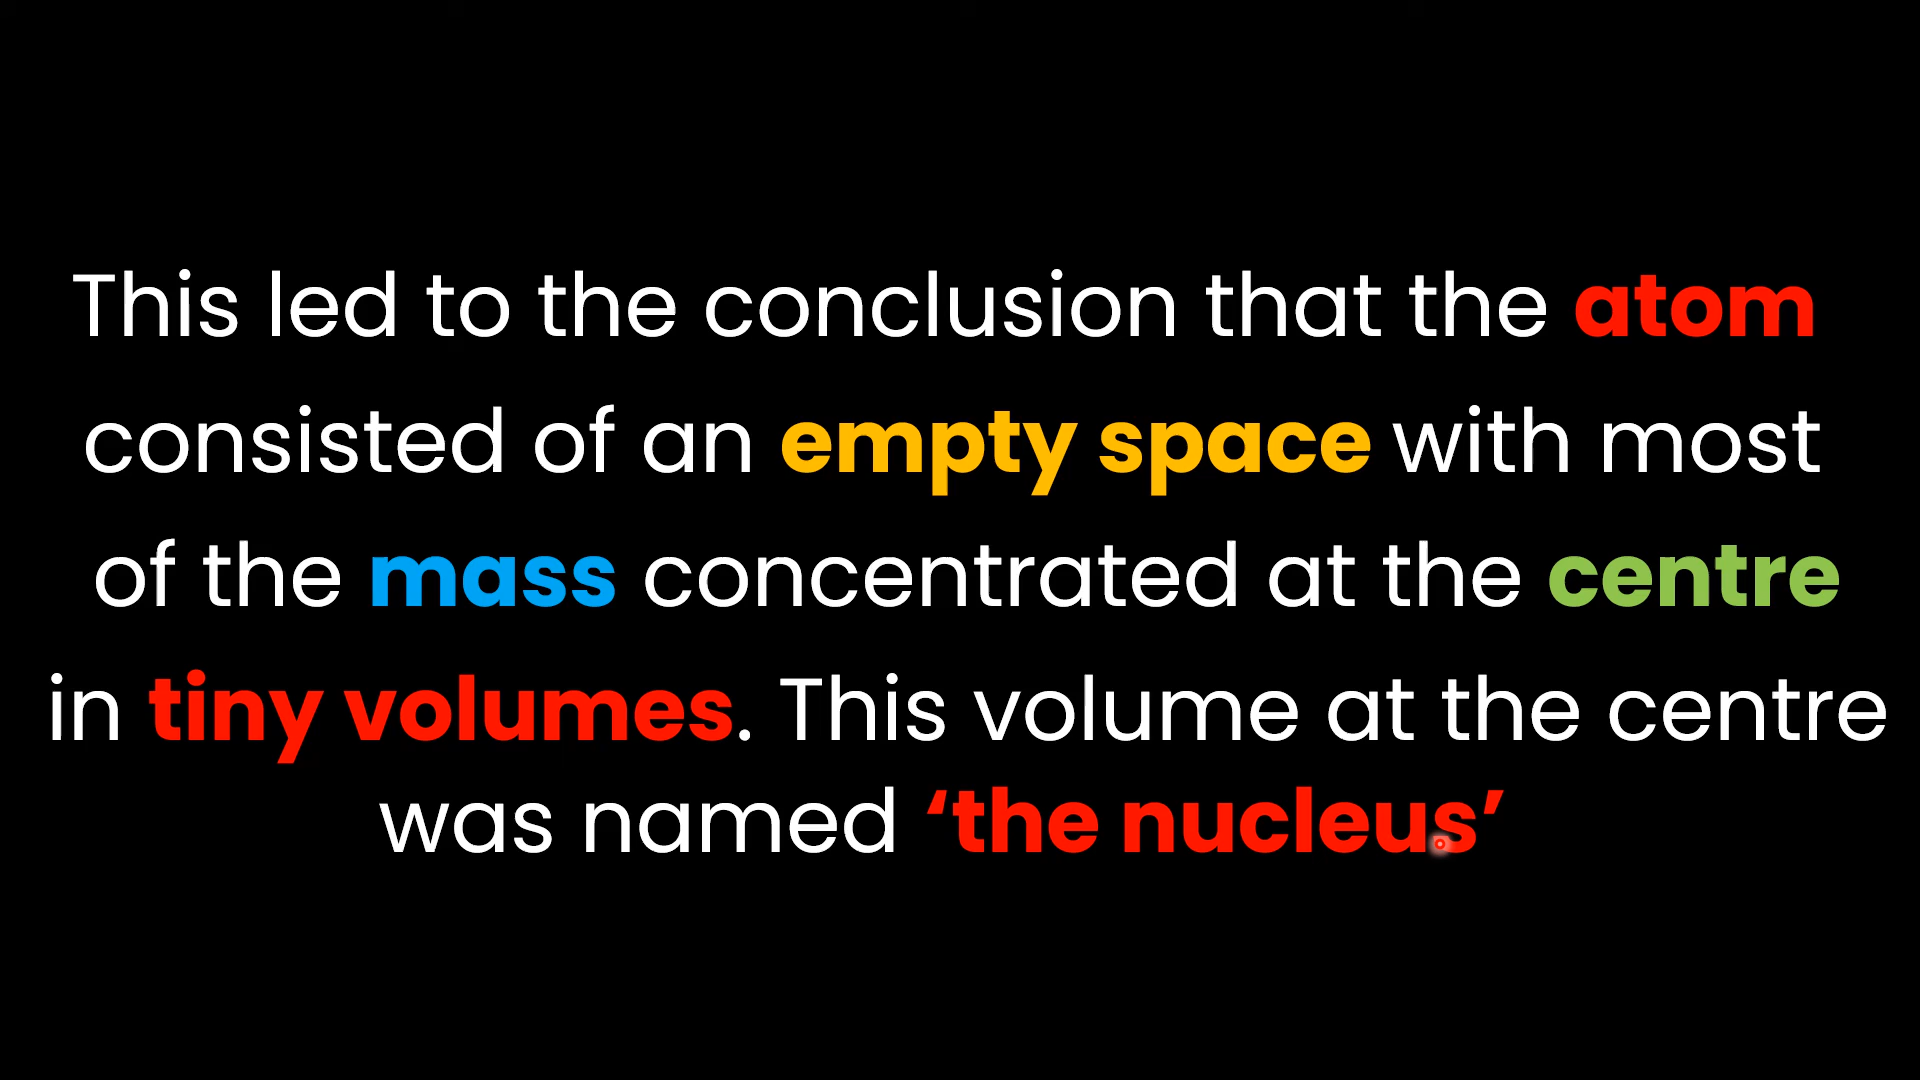 This led to the conclusion that the atom
consisted of an empty space with most
of the mass concentrated at the centre
in tiny volumes. This volume at the centre
was named ‘the nucleus’